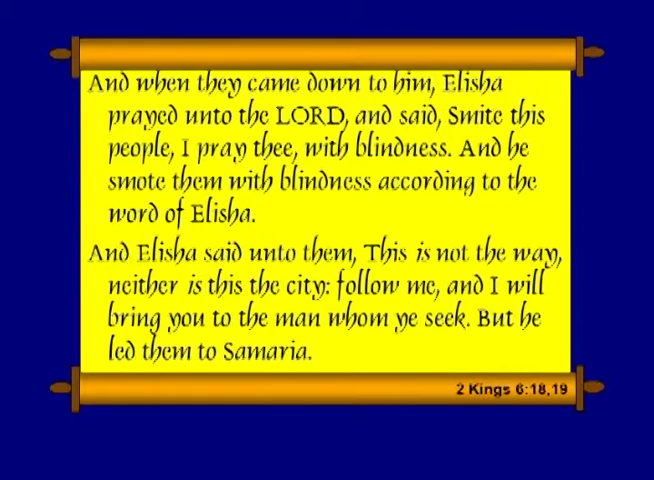 And when they came down to him, Elisha
prayed unto the LORD, and said, Smite this
people, I pray thee, with blindness. And he
smote them with blindness according to the
word of Elisha.
And Elisha said unto them, This is not the way,
neither is this the city: follow me, and I will
bring you to the man whom ye seek. But he
led them to Samaria.
2 Kings 6:18,19